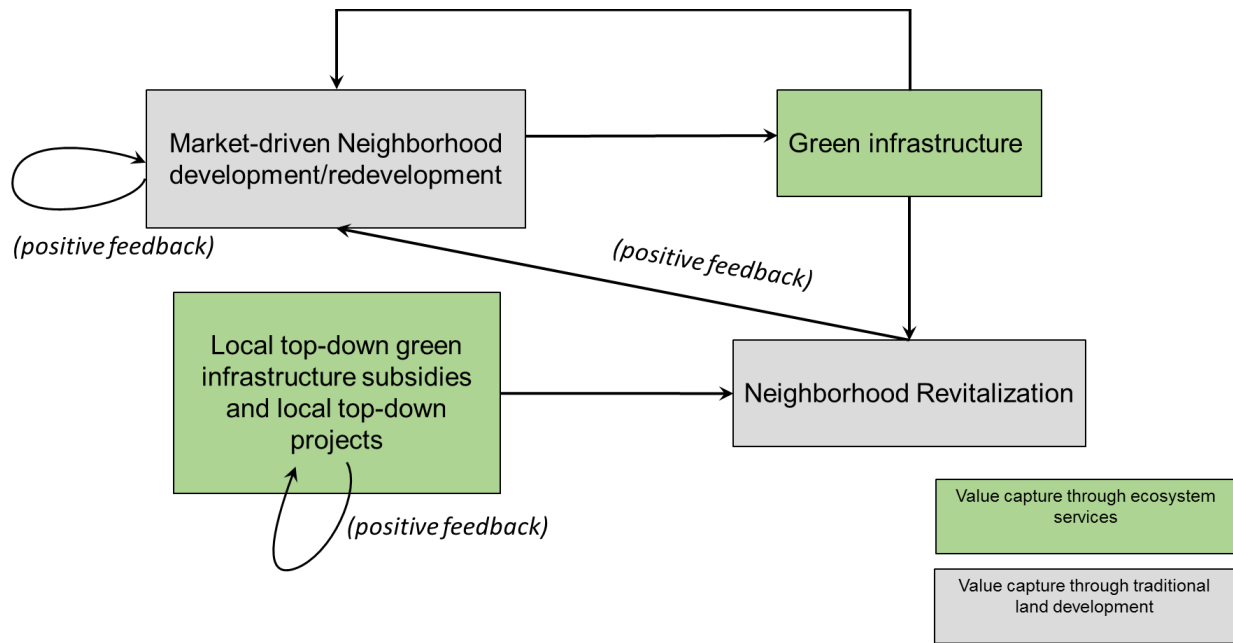 Market-driven Neighborhood
development/redevelopment
Green infrastructure
(positive feedback)
(positive feedback)
Local top-down green
infrastructure subsidies
and local top-down
projects
Neighborhood Revitalization
(positive feedback)
Value capture through ecosystem
services
Value capture through traditional
land development